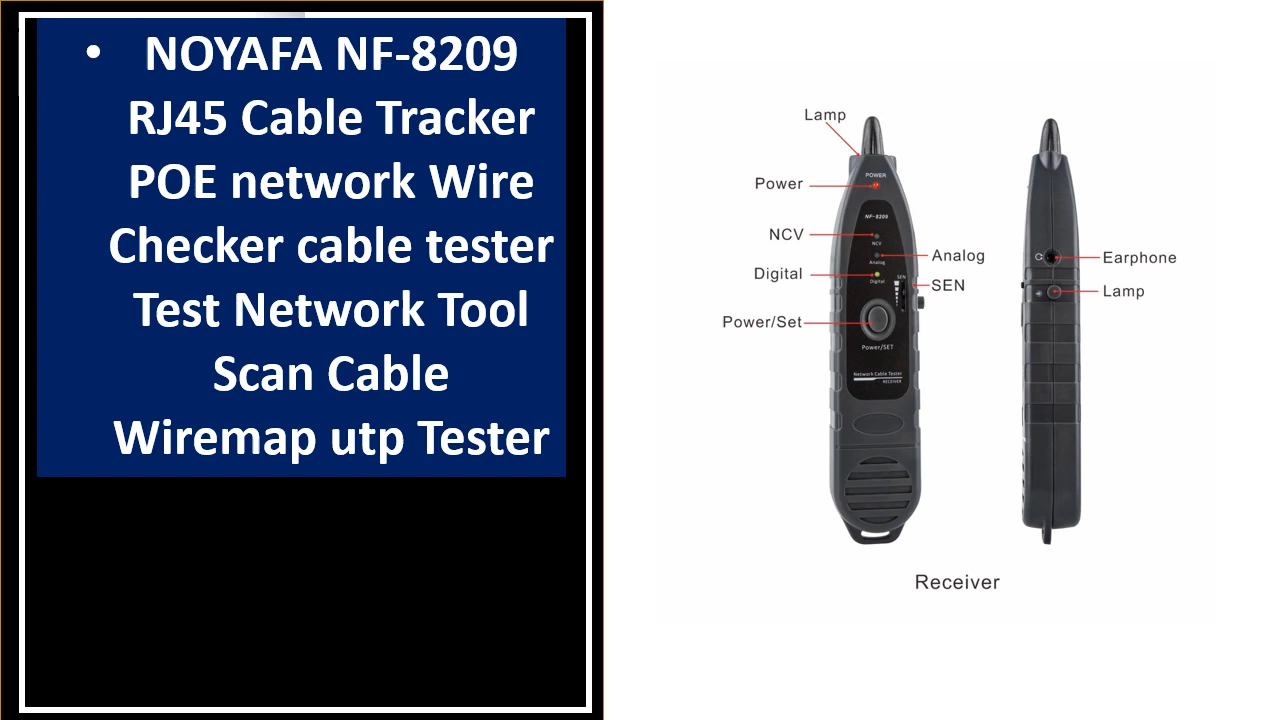 • NOYAFA NF-8209
RJ45 Cable Tracker
POE network Wire
Checker cable tester
Test Network Tool
Scan Cable
Wiremap utp Tester
Lamp
Power
POWER
NF-8209
NCV
NCV
Analog
Analog
Digital
Digital
SEN
SEN
Power/Set
Power/SET
Network Cable Tester
RECEIVER
Earphone
Lamp
Receiver